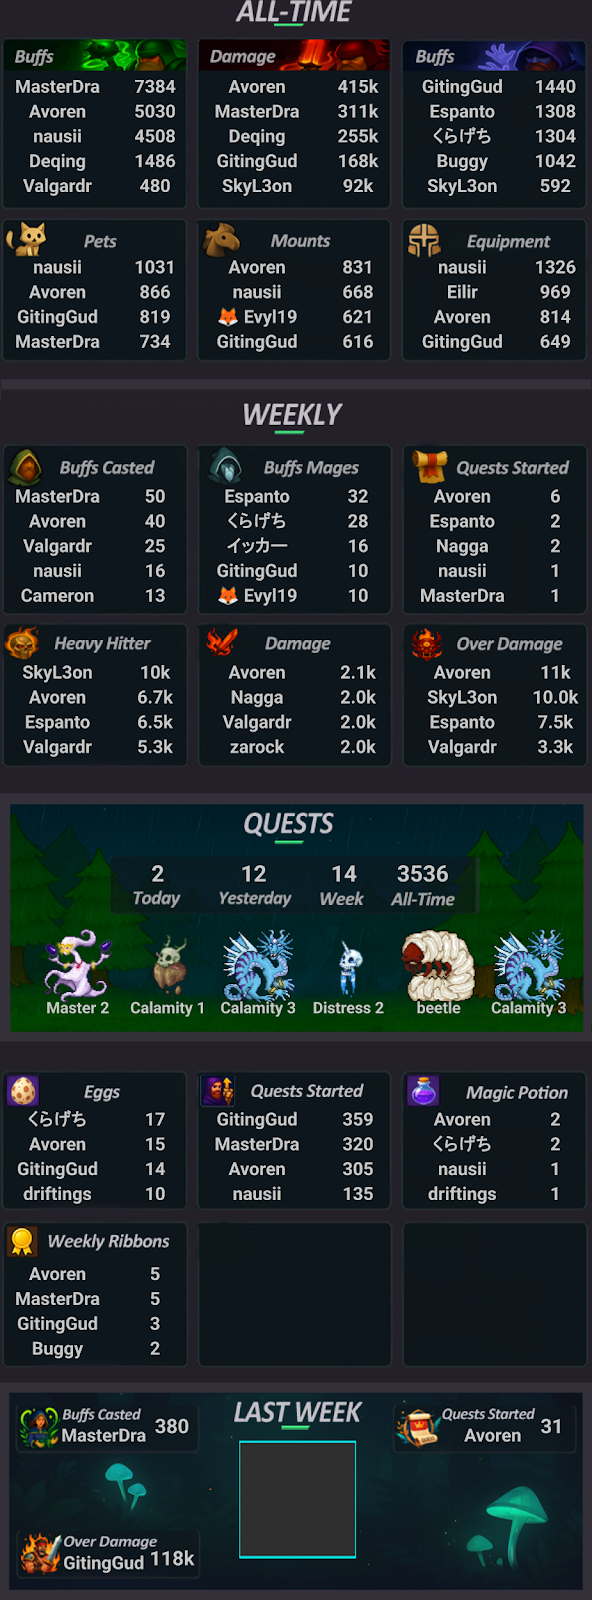 ALL-TIME
Buffs
MasterDra 7384
Avoren 5030
nausii 4508
Deqing 1486
Valgardr 480
Damage
Avoren 415k
MasterDra 311k
Deqing 255k
GitingGud 168k
SkyL3on 92k
Buffs
GitingGud 1440
Espanto 1308
くらげち 1304
Buggy 1042
SkyL3on 592
Pets
nausii 1031
Avoren 866
GitingGud 819
MasterDra 734
Mounts
Avoren 831
nausii 668
🦊 Evyl19 621
GitingGud 616
Equipment
nausii 1326
Eilir 969
Avoren 814
GitingGud 649
WEEKLY
Buffs Casted
MasterDra 50
Avoren 40
Valgardr 25
nausii 16
Cameron 13
Buffs Mages
Espanto 32
くらげち 28
イッカー 16
GitingGud 10
🦊 Evyl19 10
Quests Started
Avoren 6
Espanto 2
Nagga 2
nausii 1
MasterDra 1
Heavy Hitter
SkyL3on 10k
Avoren 6.7k
Espanto 6.5k
Valgardr 5.3k
Damage
Avoren 2.1k
Nagga 2.0k
Valgardr 2.0k
zarock 2.0k
Over Damage
Avoren 11k
SkyL3on 10.0k
Espanto 7.5k
Valgardr 3.3k
QUESTS
2 12 14 3536
Today Yesterday Week All-Time
Master 2 Calamity 1 Calamity 3 Distress 2 beetle Calamity 3
Eggs
くらげち 17
Avoren 15
GitingGud 14
driftings 10
Quests Started
GitingGud 359
MasterDra 320
Avoren 305
nausii 135
Magic Potion
Avoren 2
くらげち 2
nausii 1
driftings 1
Weekly Ribbons
Avoren 5
MasterDra 5
GitingGud 3
Buggy 2
LAST WEEK
Buffs Casted
MasterDra 380
Quests Started
Avoren 31
Over Damage
GitingGud 118k